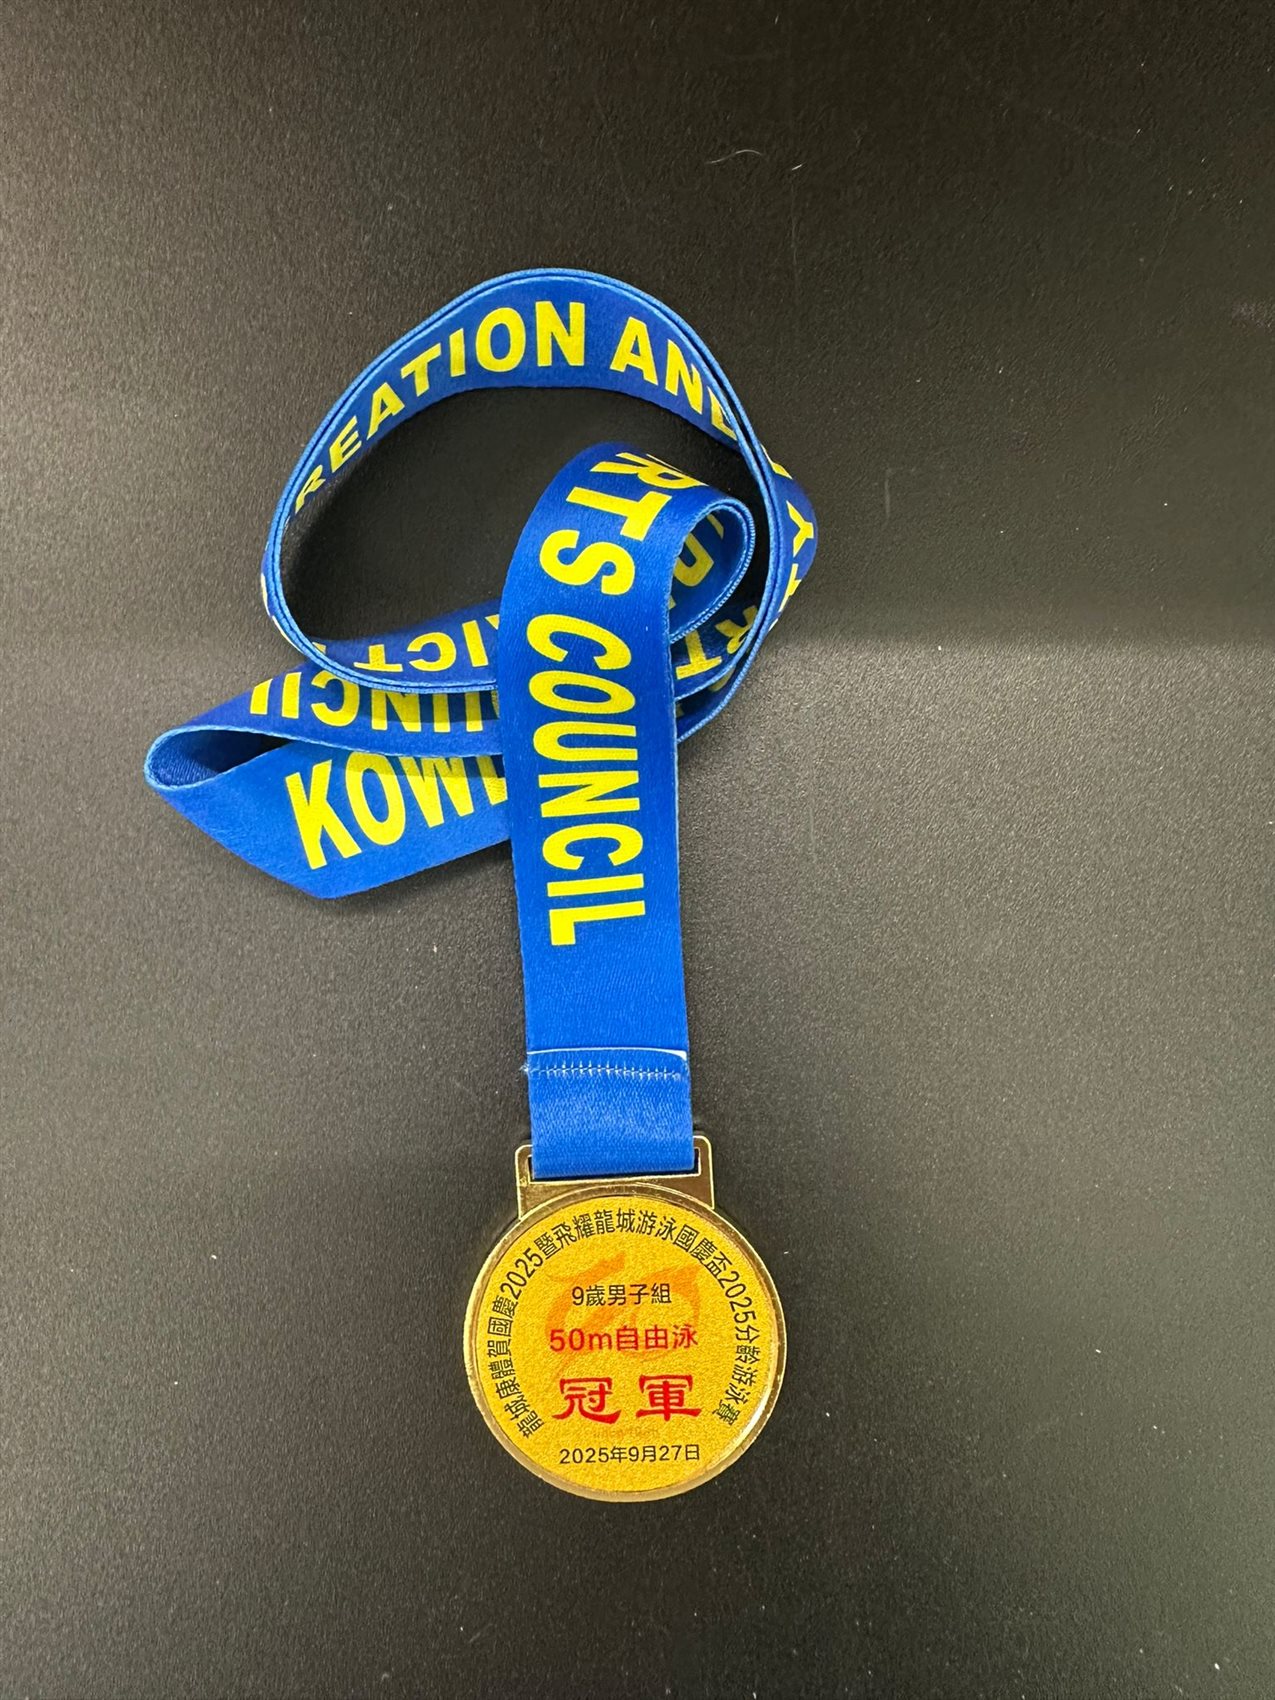 REATION AND
RTS COUNCIL
RICT
UNCIL
KOWL
龍城康體賀國慶2025暨飛耀龍城游泳國慶盃2025分齡游泳賽
9歲男子組
50m自由泳
冠軍
2025年9月27日